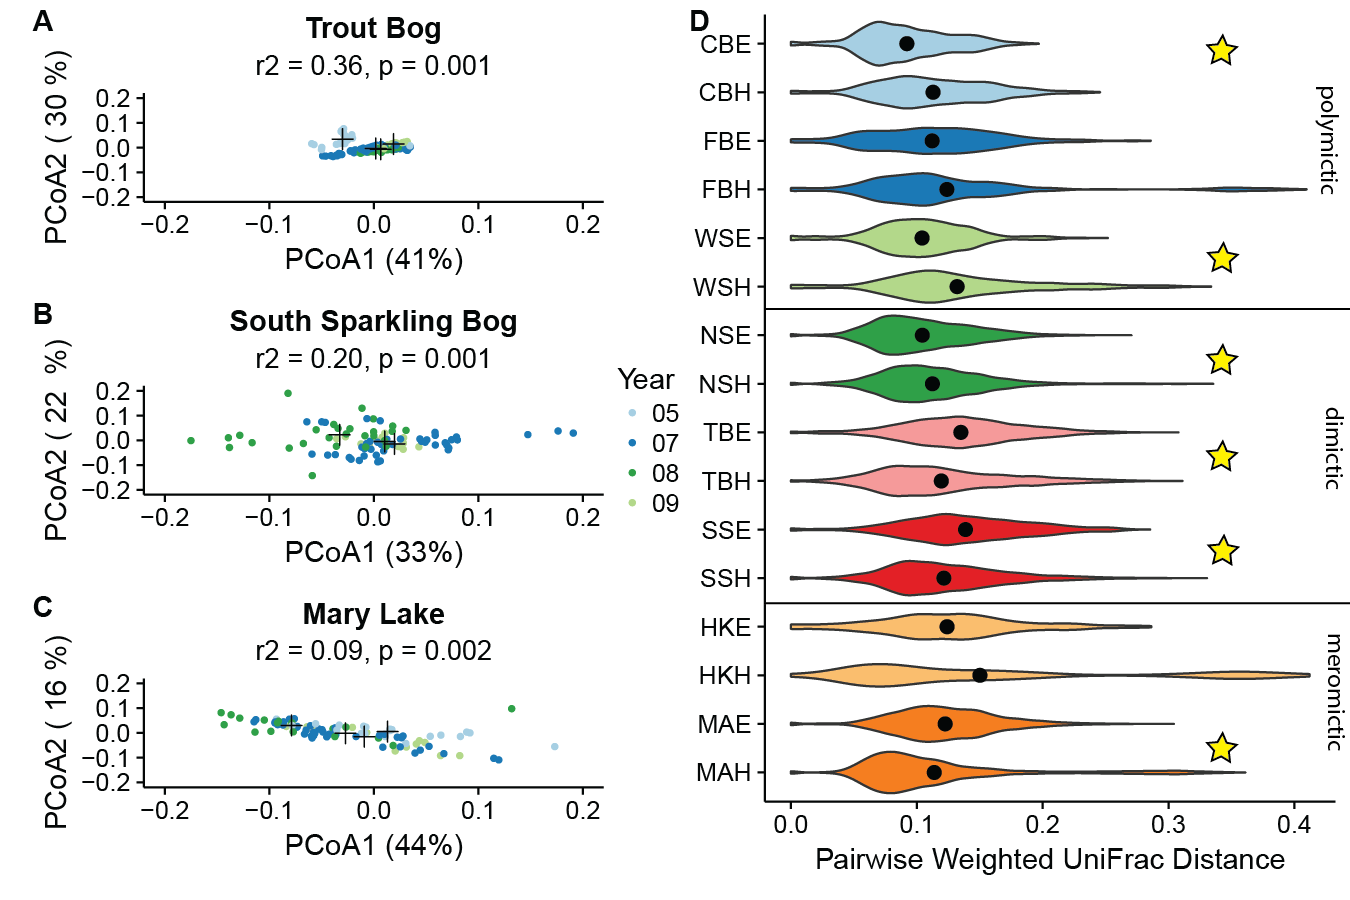 A
Trout Bog
r2 = 0.36, p = 0.001
PCoA2 ( 30 %)
0.2
0.1
0.0
−0.1
−0.2
−0.2 −0.1 0.0 0.1 0.2
PCoA1 (41%)
B
South Sparkling Bog
r2 = 0.20, p = 0.001
PCoA2 ( 22 %)
0.2
0.1
0.0
−0.1
−0.2
−0.2 −0.1 0.0 0.1 0.2
PCoA1 (33%)
Year
05
07
08
09
C
Mary Lake
r2 = 0.09, p = 0.002
PCoA2 ( 16 %)
0.2
0.1
0.0
−0.1
−0.2
−0.2 −0.1 0.0 0.1 0.2
PCoA1 (44%)
D
CBE
CBH
FBE
FBH
WSE
WSH
polymictic
NSE
NSH
TBE
TBH
SSE
SSH
dimictic
HKE
HKH
MAE
MAH
meromictic
0.0 0.1 0.2 0.3 0.4
Pairwise Weighted UniFrac Distance